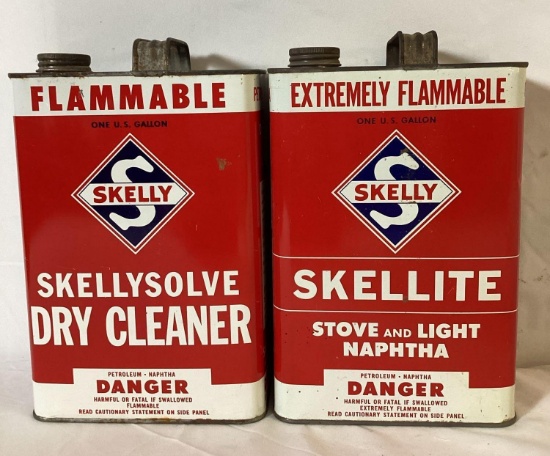 FLAMMABLE
ONE U.S. GALLON
SKELLY
S
SKELLYSOLVE
DRY CLEANER
PETROLEUM - NAPHTHA
DANGER
HARMFUL OR FATAL IF SWALLOWED
FLAMMABLE
READ CAUTIONARY STATEMENT ON SIDE PANEL
EXTREMELY FLAMMABLE
ONE U.S. GALLON
SKELLY
S
SKELLITE
STOVE AND LIGHT
NAPHTHA
PETROLEUM - NAPHTHA
DANGER
HARMFUL OR FATAL IF SWALLOWED
EXTREMELY FLAMMABLE
READ CAUTIONARY STATEMENT ON SIDE PANEL